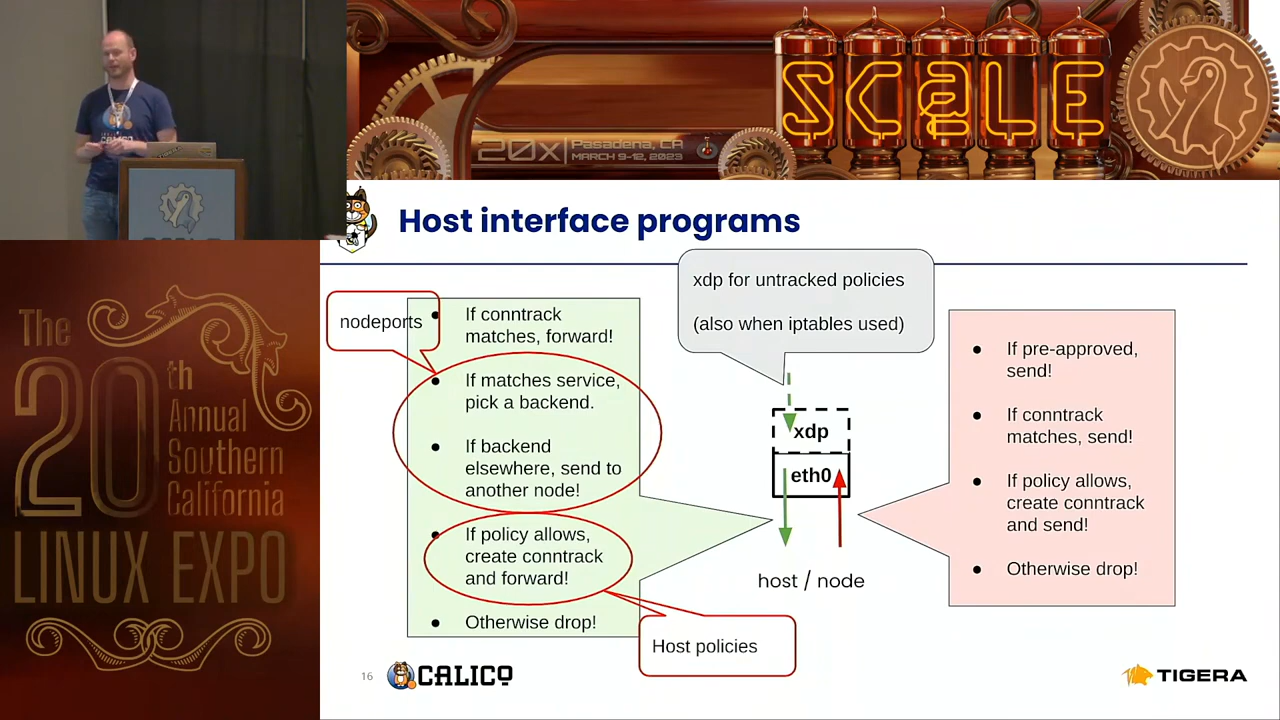 SCaLE
20x
Pasadena, CA
MARCH 9-12, 2023
CALICO
The
20th
Annual
Southern
California
LINUX EXPO
Host interface programs
nodeports
● If conntrack
matches, forward!
● If matches service,
pick a backend.
● If backend
elsewhere, send to
another node!
● If policy allows,
create conntrack
and forward!
● Otherwise drop!
xdp for untracked policies
(also when iptables used)
xdp
eth0
host / node
Host policies
● If pre-approved,
send!
● If conntrack
matches, send!
● If policy allows,
create conntrack
and send!
● Otherwise drop!
16
CALICO
TIGERA